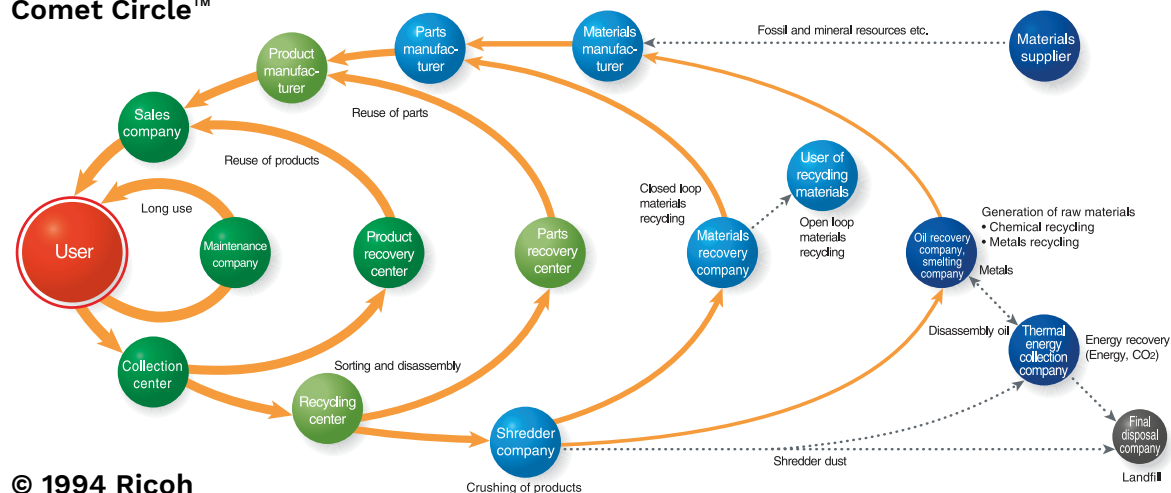 Comet Circle™
Fossil and mineral resources etc.
Materials
supplier
Materials
manufac-
turer
Parts
manufac-
turer
Product
manufac-
turer
Sales
company
Reuse of parts
Reuse of products
Long use
User
Maintenance
company
Product
recovery
center
Parts
recovery
center
Closed loop
materials
recycling
Materials
recovery
company
User of
recycling
materials
Open loop
materials
recycling
Oil recovery
company,
smelting
company
Generation of raw materials
• Chemical recycling
• Metals recycling
Metals
Disassembly oil
Thermal
energy
collection
company
Energy recovery
(Energy, CO2)
Collection
center
Sorting and disassembly
Recycling
center
Shredder
company
Crushing of products
Shredder dust
Final
disposal
company
Landfill
© 1994 Ricoh